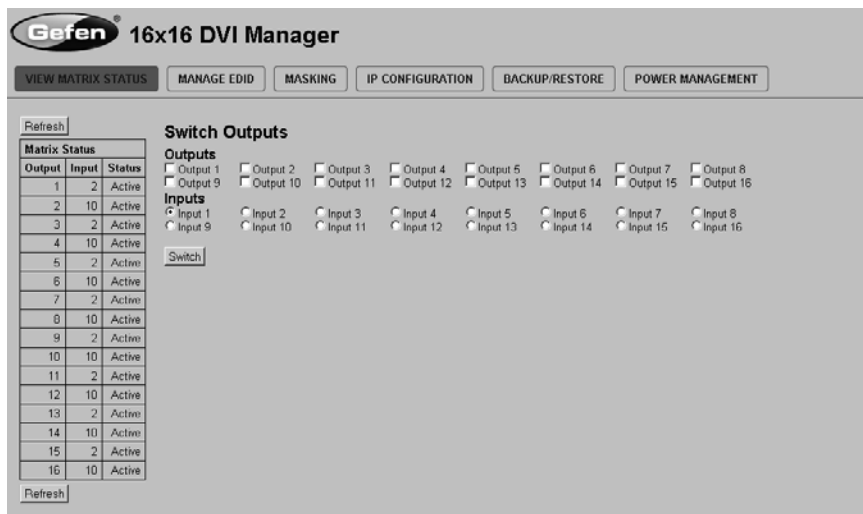 Gefen® 16x16 DVI Manager
VIEW MATRIX STATUS MANAGE EDID MASKING IP CONFIGURATION BACKUP/RESTORE POWER MANAGEMENT
Refresh
Matrix Status
Output Input Status
1 2 Active
2 10 Active
3 2 Active
4 10 Active
5 2 Active
6 10 Active
7 2 Active
8 10 Active
9 2 Active
10 10 Active
11 2 Active
12 10 Active
13 2 Active
14 10 Active
15 2 Active
16 10 Active
Refresh
Switch Outputs
Outputs
Output 1 Output 2 Output 3 Output 4 Output 5 Output 6 Output 7 Output 8
Output 9 Output 10 Output 11 Output 12 Output 13 Output 14 Output 15 Output 16
Inputs
Input 1 Input 2 Input 3 Input 4 Input 5 Input 6 Input 7 Input 8
Input 9 Input 10 Input 11 Input 12 Input 13 Input 14 Input 15 Input 16
Switch